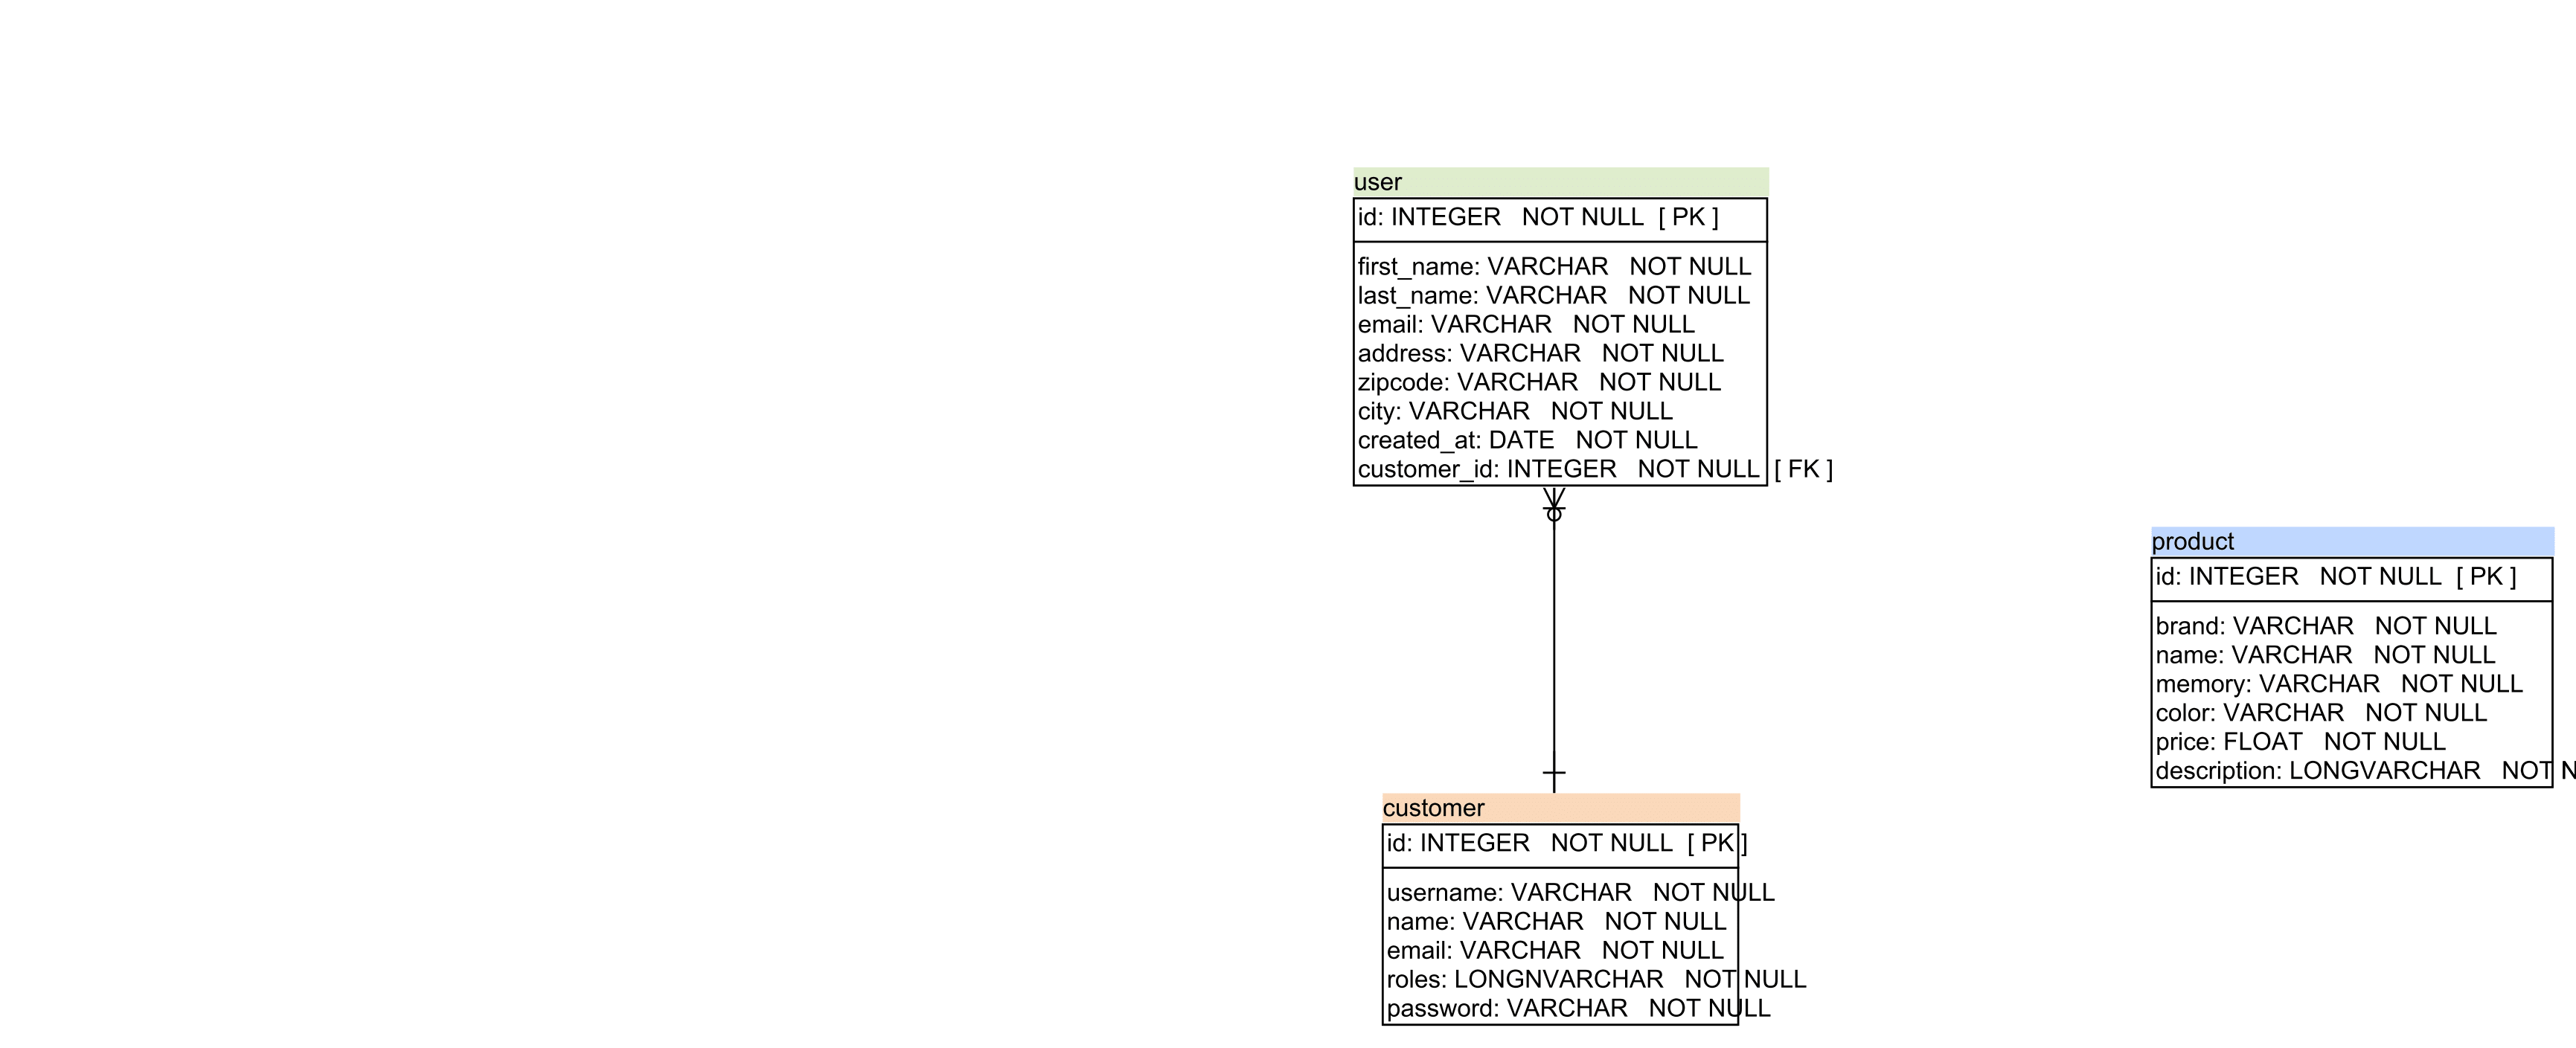 user
id: INTEGER   NOT NULL  [ PK ]
first_name: VARCHAR   NOT NULL
last_name: VARCHAR   NOT NULL
email: VARCHAR   NOT NULL
address: VARCHAR   NOT NULL
zipcode: VARCHAR   NOT NULL
city: VARCHAR   NOT NULL
created_at: DATE   NOT NULL
customer_id: INTEGER   NOT NULL  [ FK ]
product
id: INTEGER   NOT NULL  [ PK ]
brand: VARCHAR   NOT NULL
name: VARCHAR   NOT NULL
memory: VARCHAR   NOT NULL
color: VARCHAR   NOT NULL
price: FLOAT   NOT NULL
description: LONGVARCHAR   NOT
customer
id: INTEGER   NOT NULL  [ PK ]
username: VARCHAR   NOT NULL
name: VARCHAR   NOT NULL
email: VARCHAR   NOT NULL
roles: LONGNVARCHAR   NOT NULL
password: VARCHAR   NOT NULL